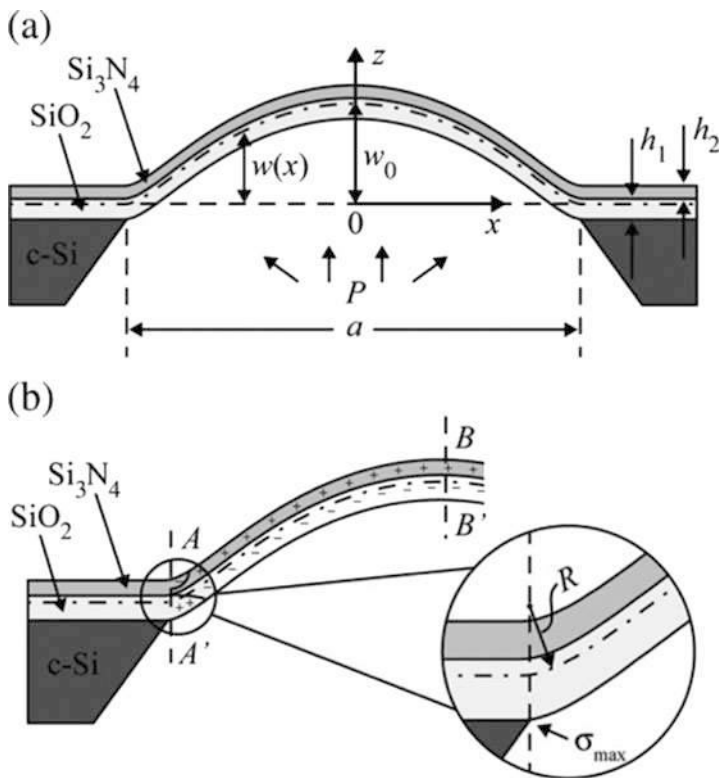 (a)
z
Si₃N₄
SiO₂
h₁
h₂
w(x)
w₀
0
x
c-Si
P
a
(b)
B
Si₃N₄
SiO₂
A
B'
R
c-Si
A'
σmax